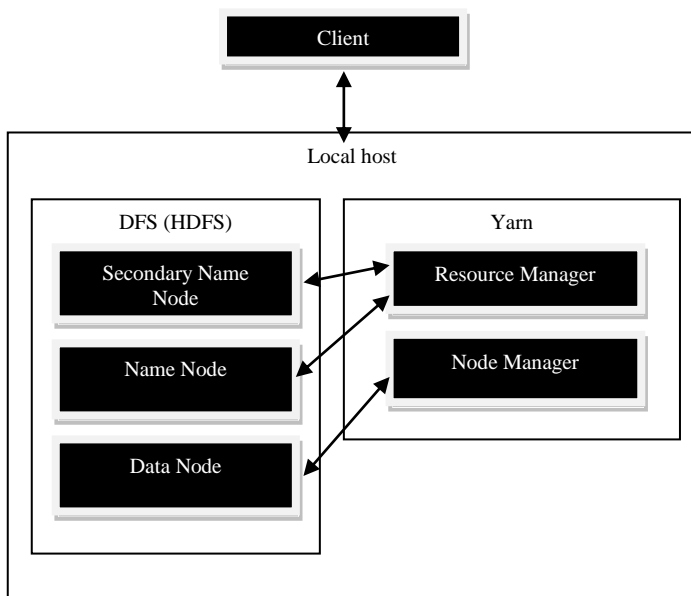 Client
Local host
DFS (HDFS)
Secondary Name
Node
Name Node
Data Node
Yarn
Resource Manager
Node Manager